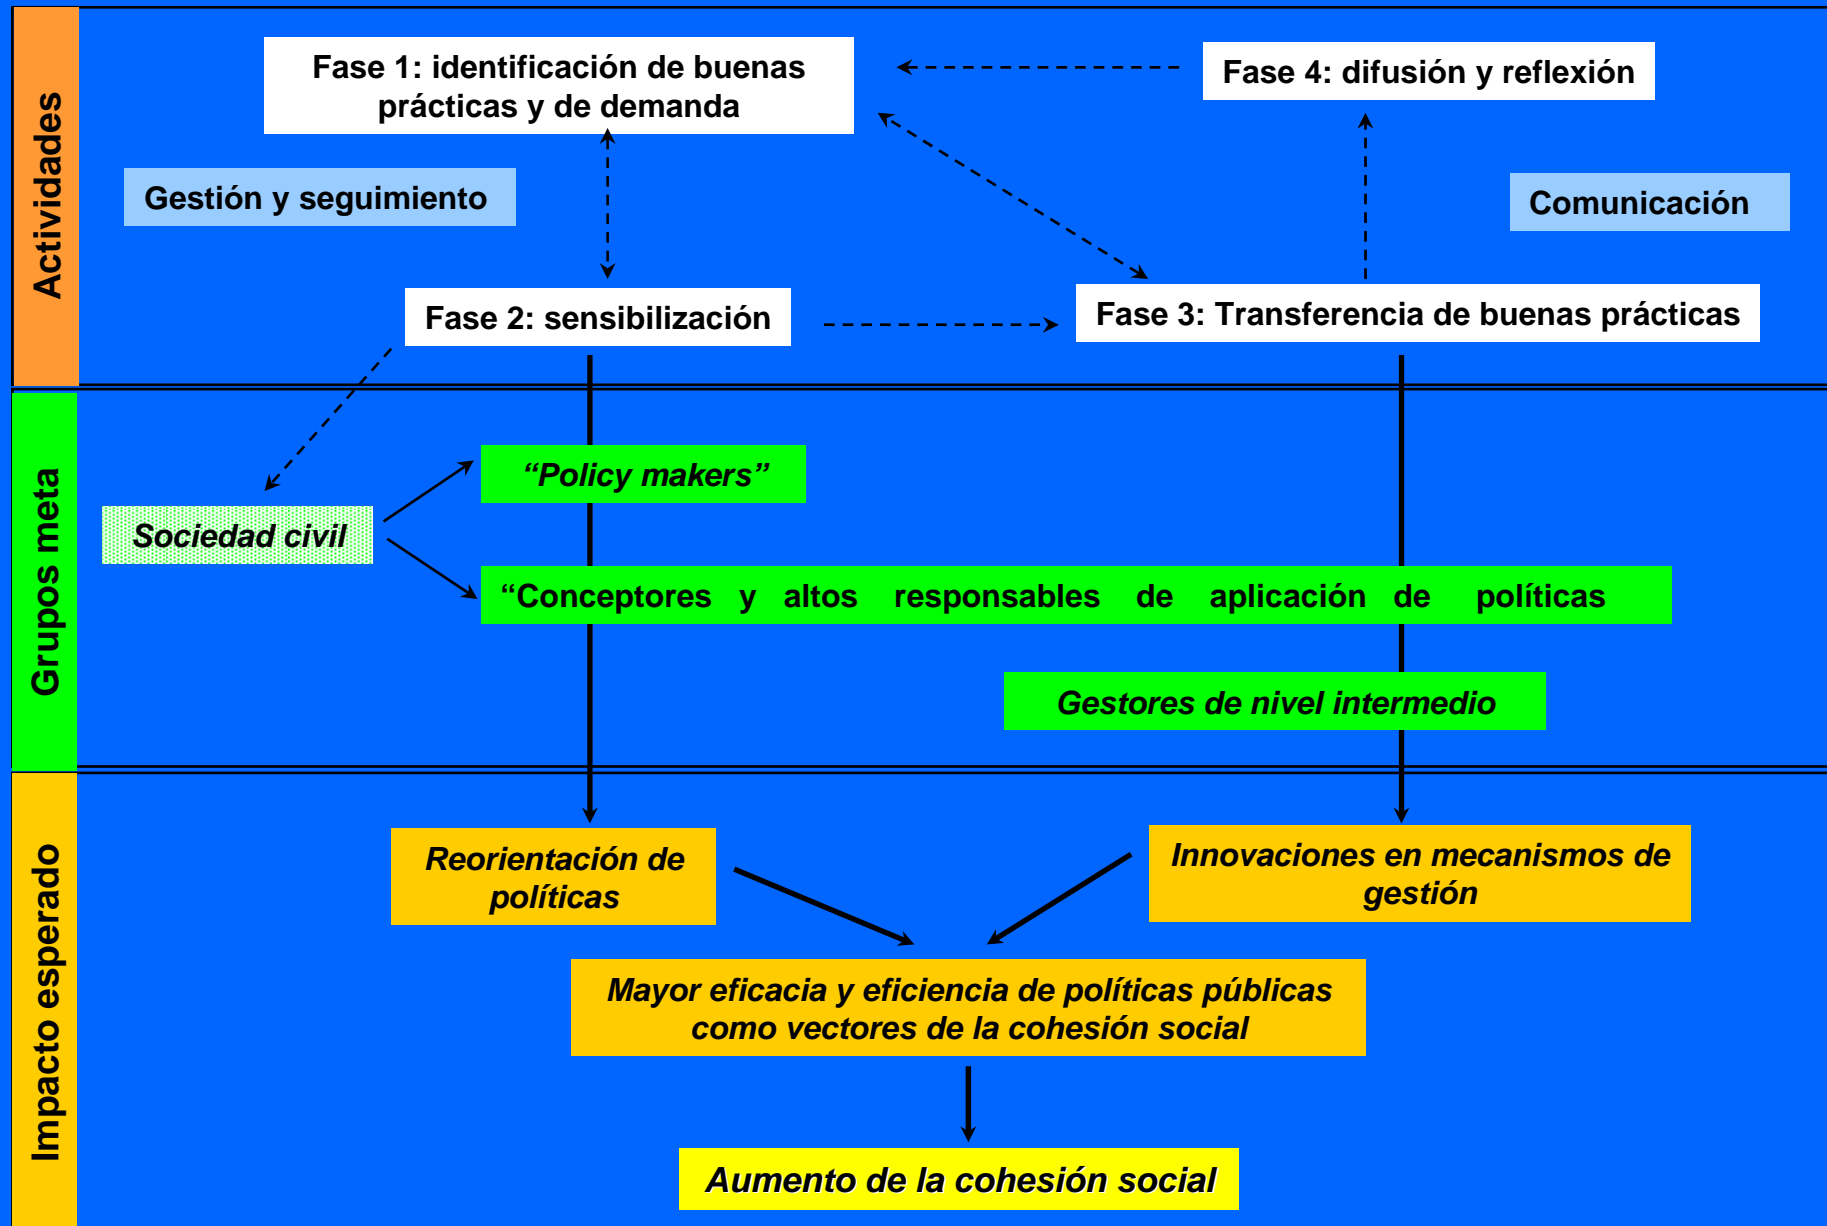 Actividades
Fase 1: identificación de buenas
prácticas y de demanda
Fase 4: difusión y reflexión
Gestión y seguimiento
Comunicación
Fase 2: sensibilización
Fase 3: Transferencia de buenas prácticas
Grupos meta
“Policy makers”
Sociedad civil
“Conceptores y altos responsables de aplicación de políticas
Gestores de nivel intermedio
Impacto esperado
Reorientación de
políticas
Innovaciones en mecanismos de
gestión
Mayor eficacia y eficiencia de políticas públicas
como vectores de la cohesión social
Aumento de la cohesión social